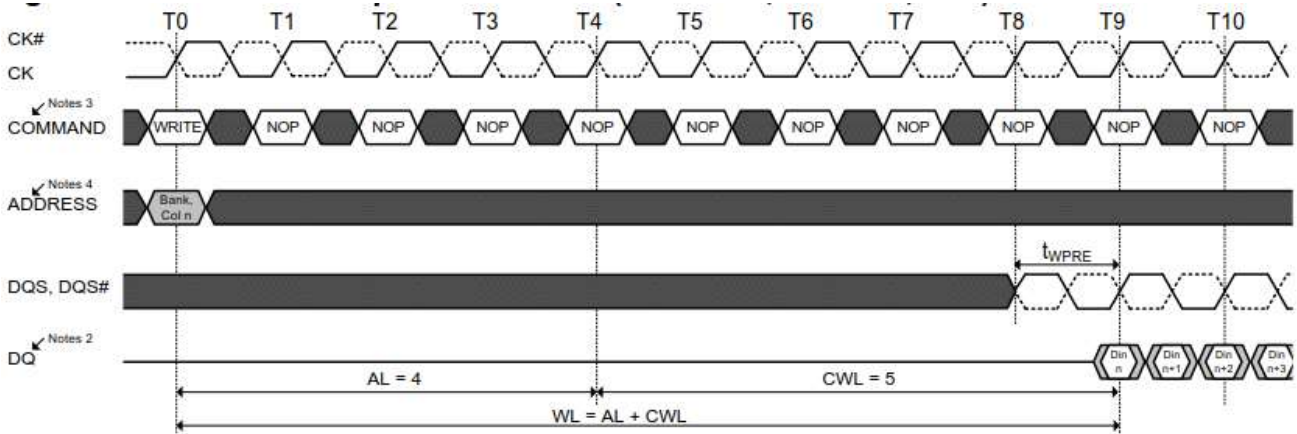 T0 T1 T2 T3 T4 T5 T6 T7 T8 T9 T10
CK#
CK
Notes 3
COMMAND WRITE NOP NOP NOP NOP NOP NOP NOP NOP NOP NOP
Notes 4
ADDRESS Bank,
Col n
tWPRE
DQS, DQS#
Notes 2
DQ Din n Din n+1 Din n+2 Din n+3
AL = 4 CWL = 5
WL = AL + CWL